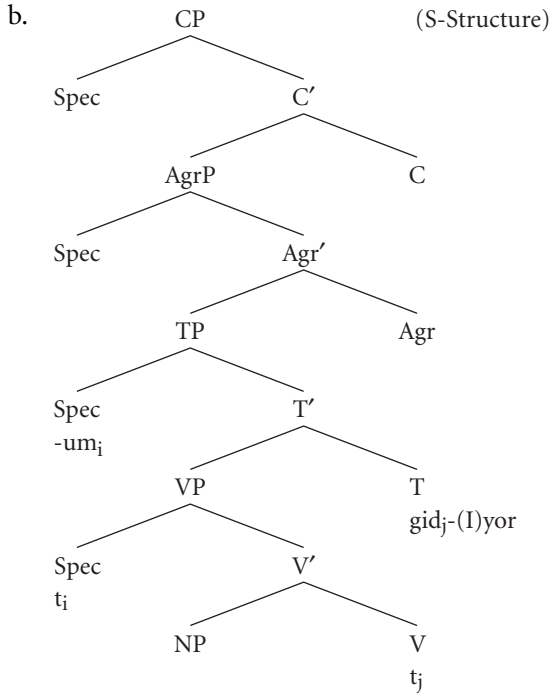 b. CP (S-Structure)
Spec C′
AgrP C
Spec Agr′
TP Agr
Spec T′
-umi
VP T
gidj-(I)yor
Spec V′
ti
NP V
tj